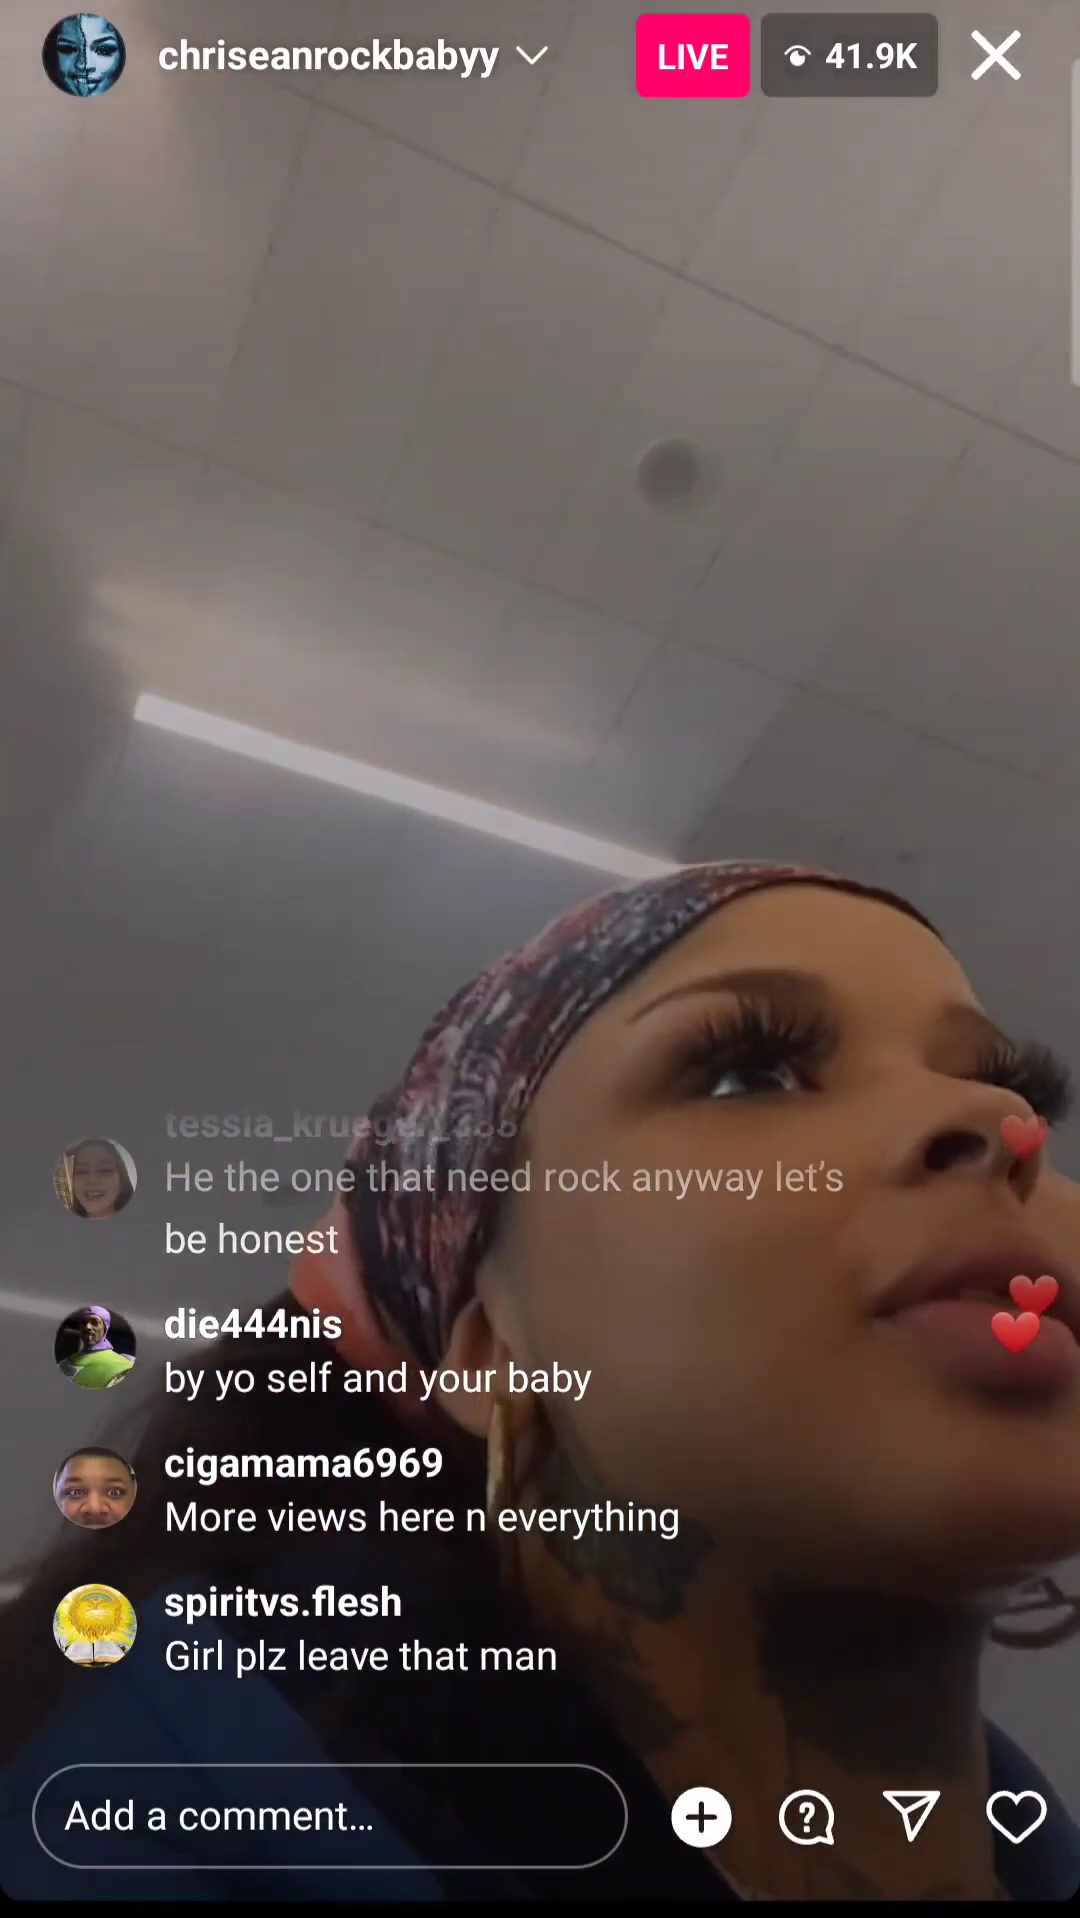 chriseanrockbabyy
LIVE
41.9K
tessia_krueger_388
He the one that need rock anyway let's
be honest
die444nis
by yo self and your baby
cigamama6969
More views here n everything
spiritvs.flesh
Girl plz leave that man
Add a comment...